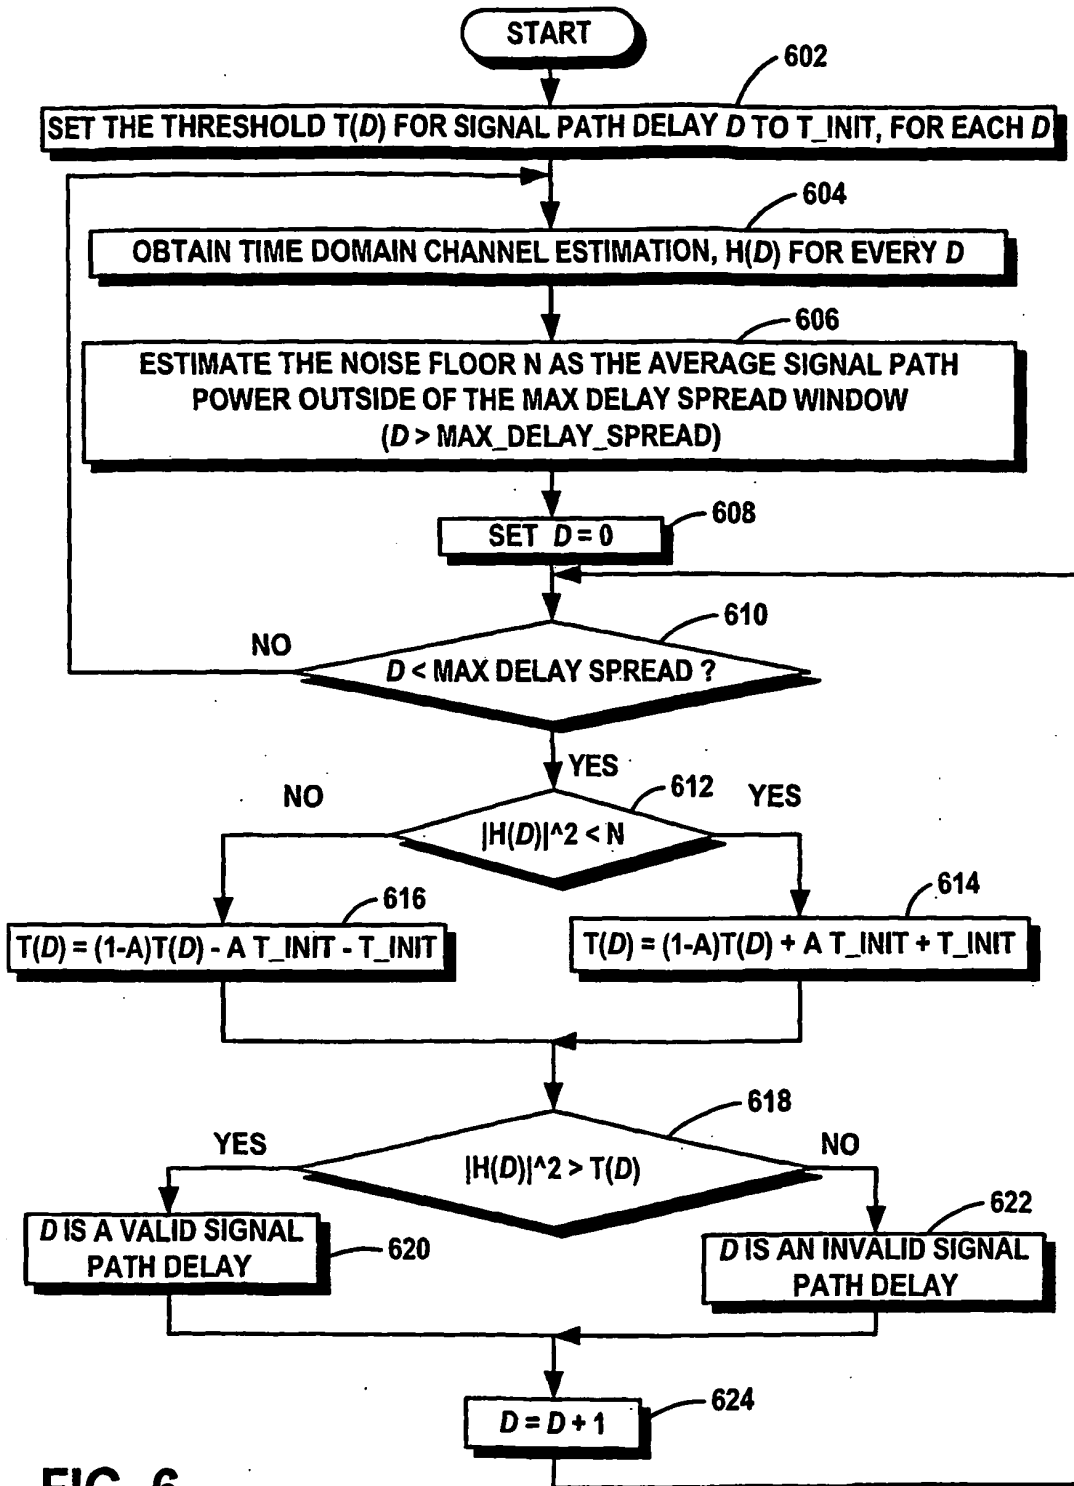 START
602
SET THE THRESHOLD T(D) FOR SIGNAL PATH DELAY D TO T_INIT, FOR EACH D
604
OBTAIN TIME DOMAIN CHANNEL ESTIMATION, H(D) FOR EVERY D
606
ESTIMATE THE NOISE FLOOR N AS THE AVERAGE SIGNAL PATH
POWER OUTSIDE OF THE MAX DELAY SPREAD WINDOW
(D > MAX_DELAY_SPREAD)
608
SET D = 0
610
NO
D < MAX DELAY SPREAD ?
YES
612
NO
YES
|H(D)|^2 < N
616
614
T(D) = (1-A)T(D) - A T_INIT - T_INIT
T(D) = (1-A)T(D) + A T_INIT + T_INIT
618
YES
NO
|H(D)|^2 > T(D)
622
D IS A VALID SIGNAL
PATH DELAY
620
D IS AN INVALID SIGNAL
PATH DELAY
624
D = D + 1
FIG. 6